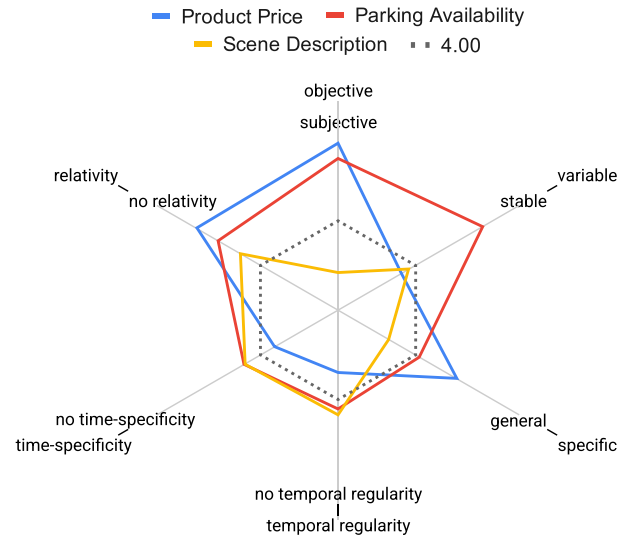 Product Price Parking Availability
Scene Description 4.00
objective
subjective
relativity variable
no relativity stable
no time-specificity general
time-specificity specific
no temporal regularity
temporal regularity